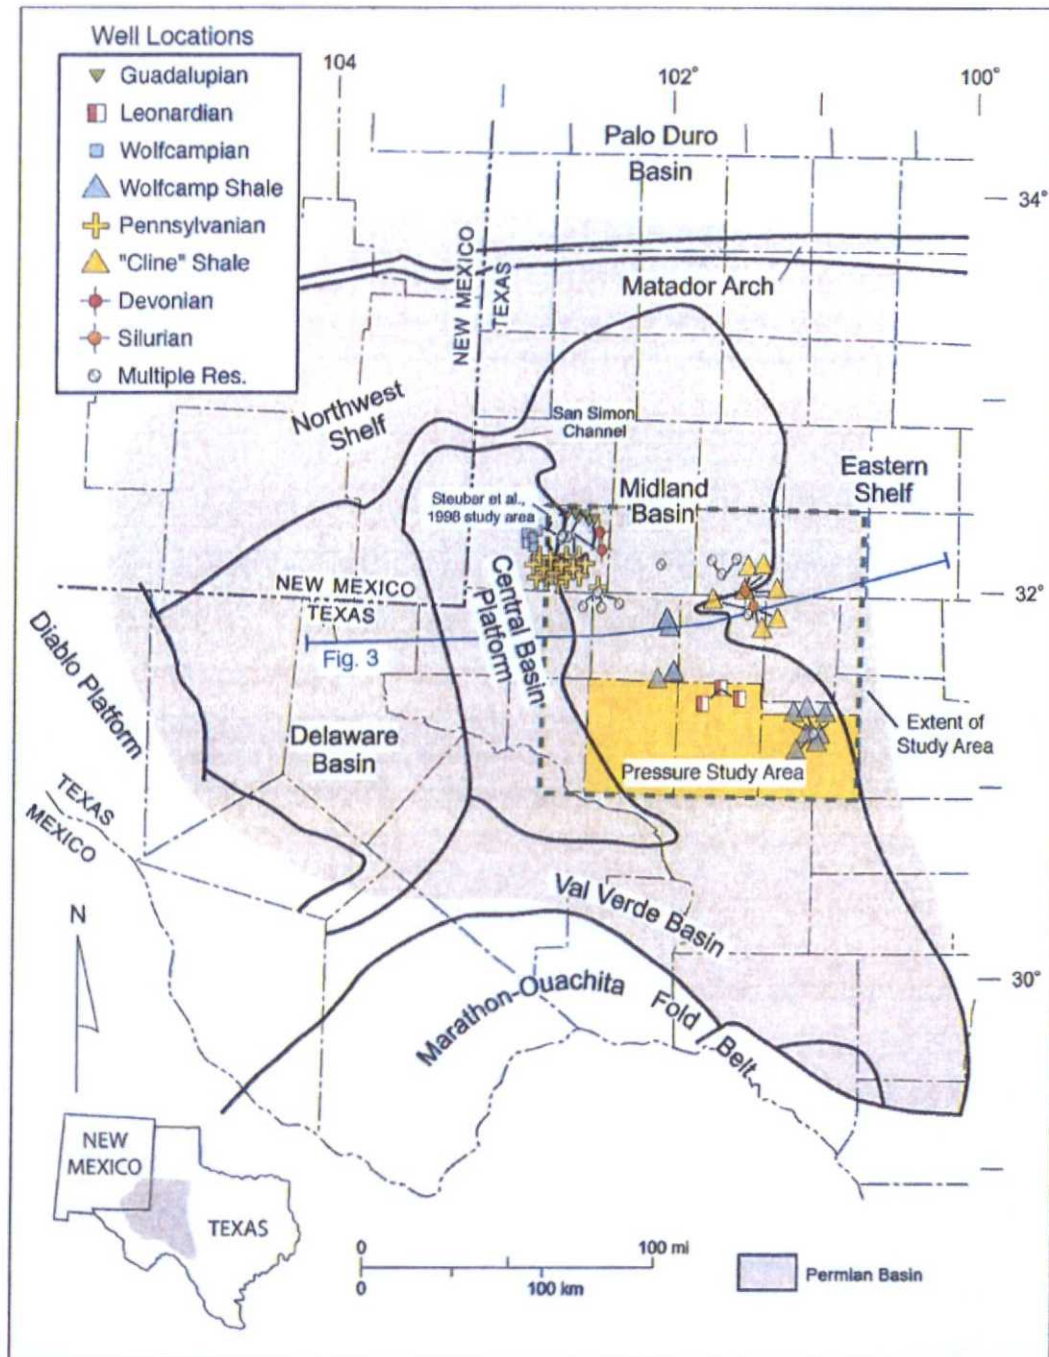 Well Locations
Guadalupian
Leonardian
Wolfcampian
Wolfcamp Shale
Pennsylvanian
"Cline" Shale
Devonian
Silurian
Multiple Res.
104
102°
100°
Palo Duro
Basin
34°
NEW MEXICO
TEXAS
Matador Arch
Northwest
Shelf
San Simon
Channel
Eastern
Shelf
Steuber et al.,
1998 study area
Midland
Basin
NEW MEXICO
TEXAS
32°
Central Basin
Platform
Fig. 3
Diablo Platform
Delaware
Basin
Extent of
Study Area
Pressure Study Area
TEXAS
MEXICO
Val Verde Basin
N
30°
Marathon-Ouachita Fold Belt
NEW
MEXICO
TEXAS
0 100 mi
0 100 km
Permian Basin